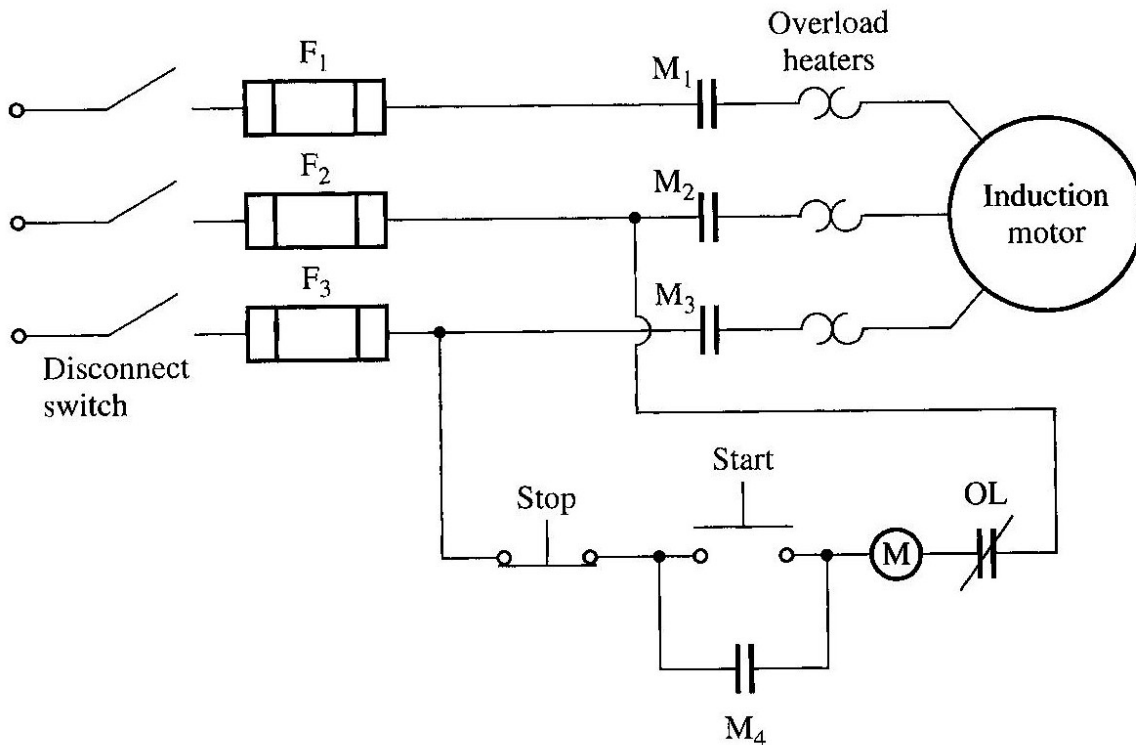 Overload
heaters
F1
M1
F2
M2
Induction
motor
F3
M3
Disconnect
switch
Start
Stop
OL
M
M4